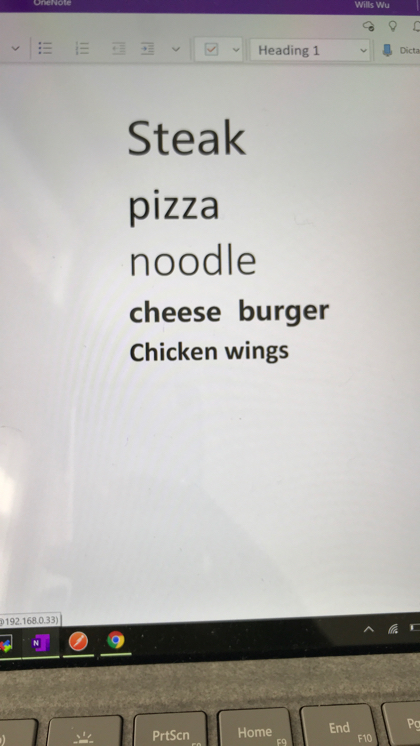 OneNote
Wills Wu
Heading 1
Dicta
Steak
pizza
noodle
cheese burger
Chicken wings
@192.168.0.33)
N
PrtScn
Home
F9
End
F10
Pg